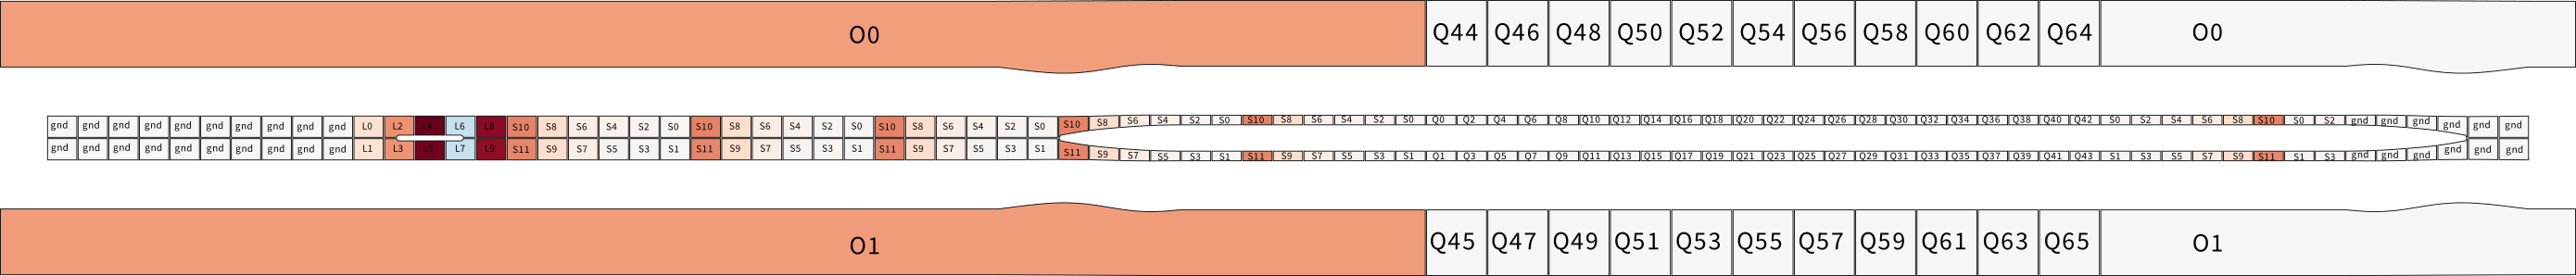 O0 Q44 Q46 Q48 Q50 Q52 Q54 Q56 Q58 Q60 Q62 Q64 O0
gnd gnd gnd gnd gnd gnd gnd gnd gnd gnd L0 L2 L4 L6 L8 S10 S8 S6 S4 S2 S0 S10 S8 S6 S4 S2 S0 S10 S8 S6 S4 S2 S0 S10 S8 S6 S4 S2 S0 S10 S8 S6 S4 S2 S0 Q0 Q2 Q4 Q6 Q8 Q10 Q12 Q14 Q16 Q18 Q20 Q22 Q24 Q26 Q28 Q30 Q32 Q34 Q36 Q38 Q40 Q42 S0 S2 S4 S6 S8 S10 S0 S2 gnd gnd gnd gnd gnd gnd
gnd gnd gnd gnd gnd gnd gnd gnd gnd gnd L1 L3 L5 L7 L9 S11 S9 S7 S5 S3 S1 S11 S9 S7 S5 S3 S1 S11 S9 S7 S5 S3 S1 S11 S9 S7 S5 S3 S1 S11 S9 S7 S5 S3 S1 Q1 Q3 Q5 Q7 Q9 Q11 Q13 Q15 Q17 Q19 Q21 Q23 Q25 Q27 Q29 Q31 Q33 Q35 Q37 Q39 Q41 Q43 S1 S3 S5 S7 S9 S11 S1 S3 gnd gnd gnd gnd gnd gnd
O1 Q45 Q47 Q49 Q51 Q53 Q55 Q57 Q59 Q61 Q63 Q65 O1